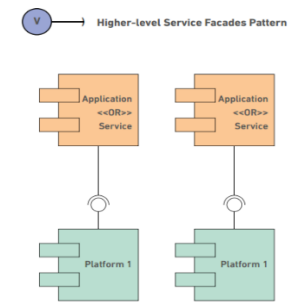 V Higher-level Service Facades Pattern
Application Application
<<OR>> <<OR>>
Service Service
Platform 1 Platform 1